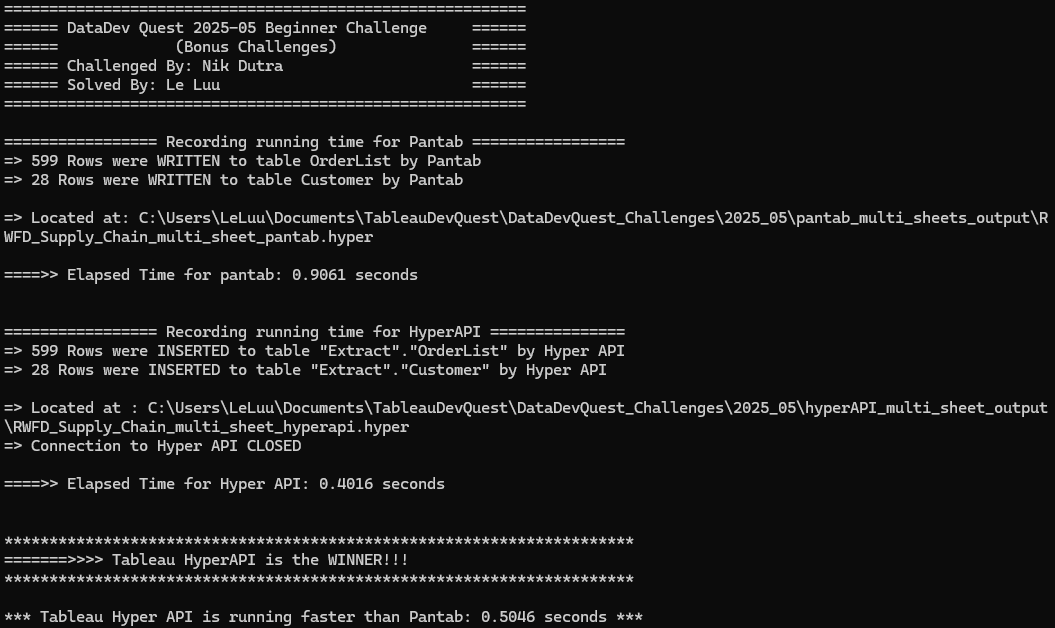 ==========================================================
====== DataDev Quest 2025-05 Beginner Challenge     ======
======             (Bonus Challenges)               ======
====== Challenged By: Nik Dutra                     ======
====== Solved By: Le Luu                            ======
==========================================================
================= Recording running time for Pantab =================
=> 599 Rows were WRITTEN to table OrderList by Pantab
=> 28 Rows were WRITTEN to table Customer by Pantab
=> Located at: C:\Users\LeLuu\Documents\TableauDevQuest\DataDevQuest_Challenges\2025_05\pantab_multi_sheets_output\R
WFD_Supply_Chain_multi_sheet_pantab.hyper
====>> Elapsed Time for pantab: 0.9061 seconds
================= Recording running time for HyperAPI ===============
=> 599 Rows were INSERTED to table "Extract"."OrderList" by Hyper API
=> 28 Rows were INSERTED to table "Extract"."Customer" by Hyper API
=> Located at : C:\Users\LeLuu\Documents\TableauDevQuest\DataDevQuest_Challenges\2025_05\hyperAPI_multi_sheet_output
\RWFD_Supply_Chain_multi_sheet_hyperapi.hyper
=> Connection to Hyper API CLOSED
====>> Elapsed Time for Hyper API: 0.4016 seconds
**********************************************************************
=======>>>> Tableau HyperAPI is the WINNER!!!
**********************************************************************
*** Tableau Hyper API is running faster than Pantab: 0.5046 seconds ***